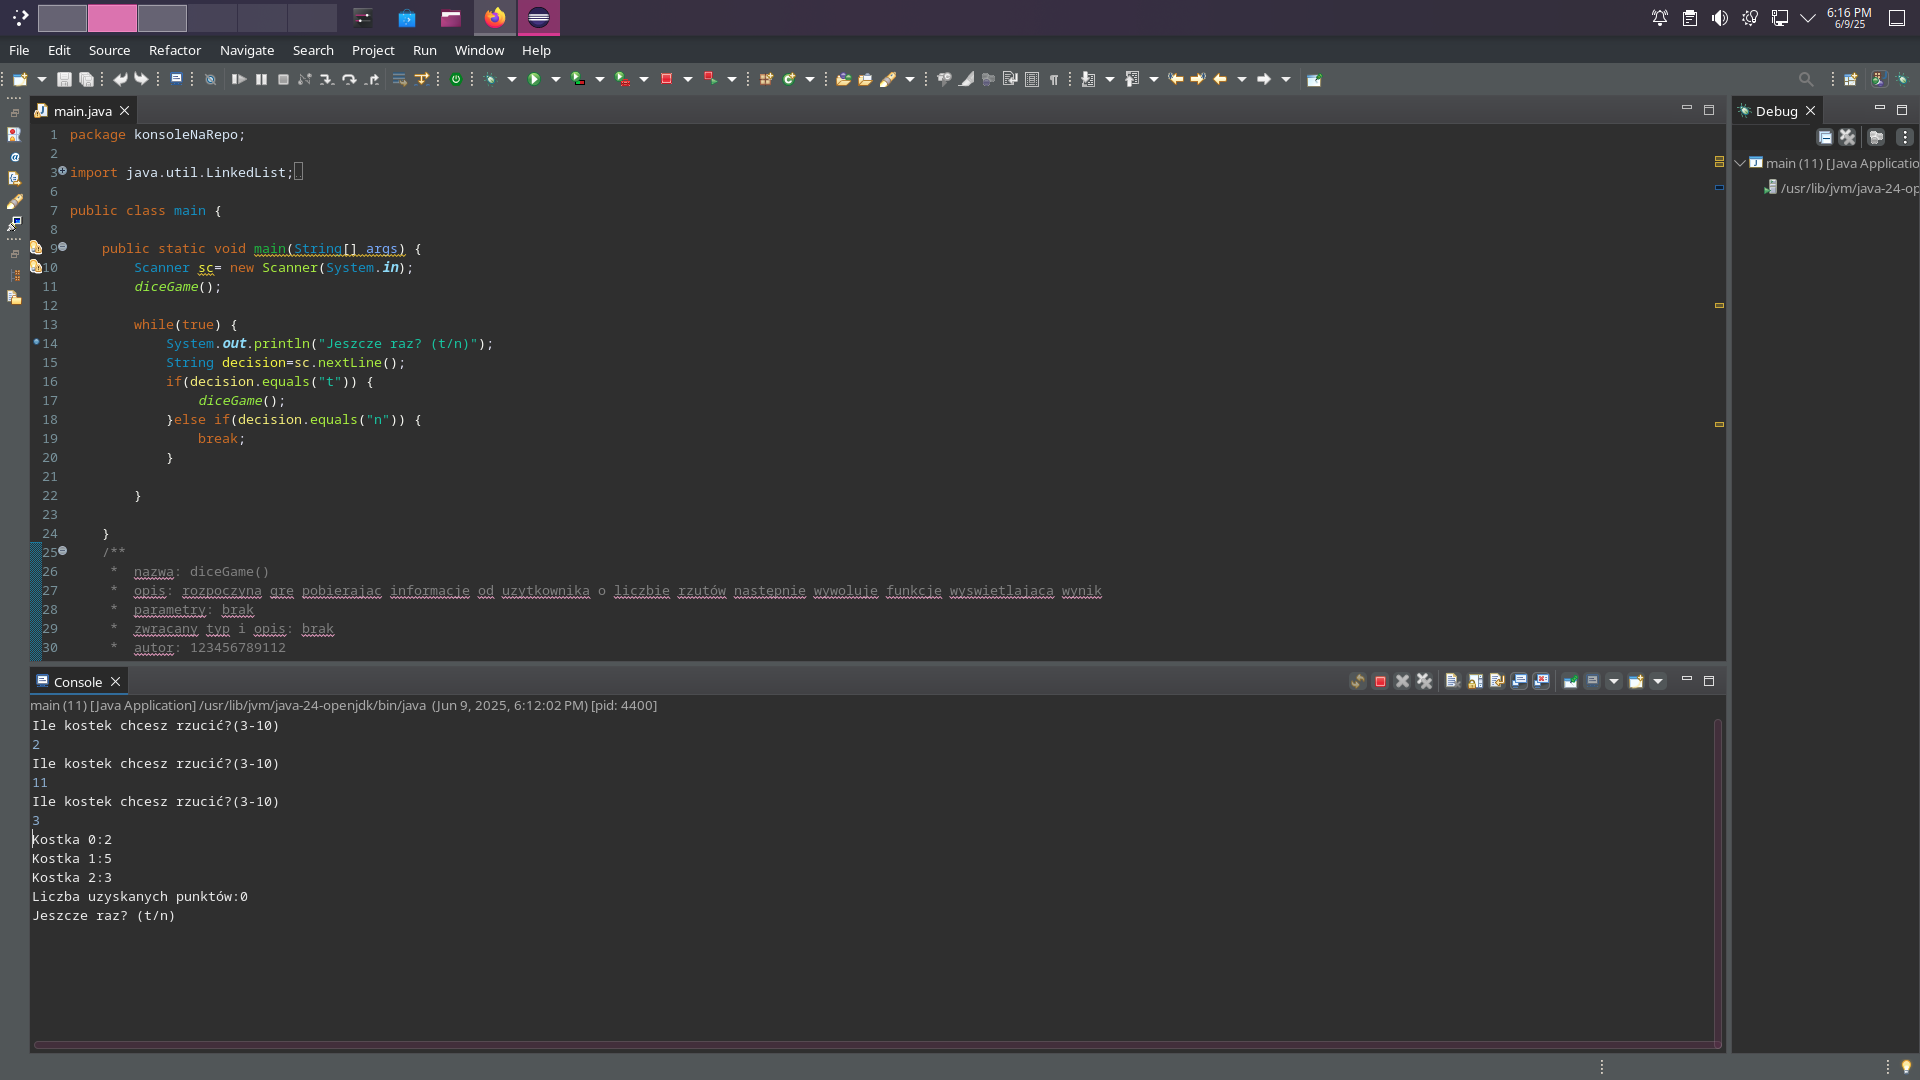 6:16 PM
6/9/25
File Edit Source Refactor Navigate Search Project Run Window Help
main.java
1 package konsoleNaRepo;
2
3 import java.util.LinkedList;
6
7 public class main {
8
9 public static void main(String[] args) {
10 Scanner sc= new Scanner(System.in);
11 diceGame();
12
13 while(true) {
14 System.out.println("Jeszcze raz? (t/n)");
15 String decision=sc.nextLine();
16 if(decision.equals("t")) {
17 diceGame();
18 }else if(decision.equals("n")) {
19 break;
20 }
21
22 }
23
24 }
25 /**
26 * nazwa: diceGame()
27 * opis: rozpoczyna gre pobierajac informacje od uzytkownika o liczbie rzutów nastepnie wywoluje funkcje wyswietlajaca wynik
28 * parametry: brak
29 * zwracany typ i opis: brak
30 * autor: 123456789112
Debug
main (11) [Java Applicatio
/usr/lib/jvm/java-24-op
Console
main (11) [Java Application] /usr/lib/jvm/java-24-openjdk/bin/java (Jun 9, 2025, 6:12:02 PM) [pid: 4400]
Ile kostek chcesz rzucić?(3-10)
2
Ile kostek chcesz rzucić?(3-10)
11
Ile kostek chcesz rzucić?(3-10)
3
Kostka 0:2
Kostka 1:5
Kostka 2:3
Liczba uzyskanych punktów:0
Jeszcze raz? (t/n)